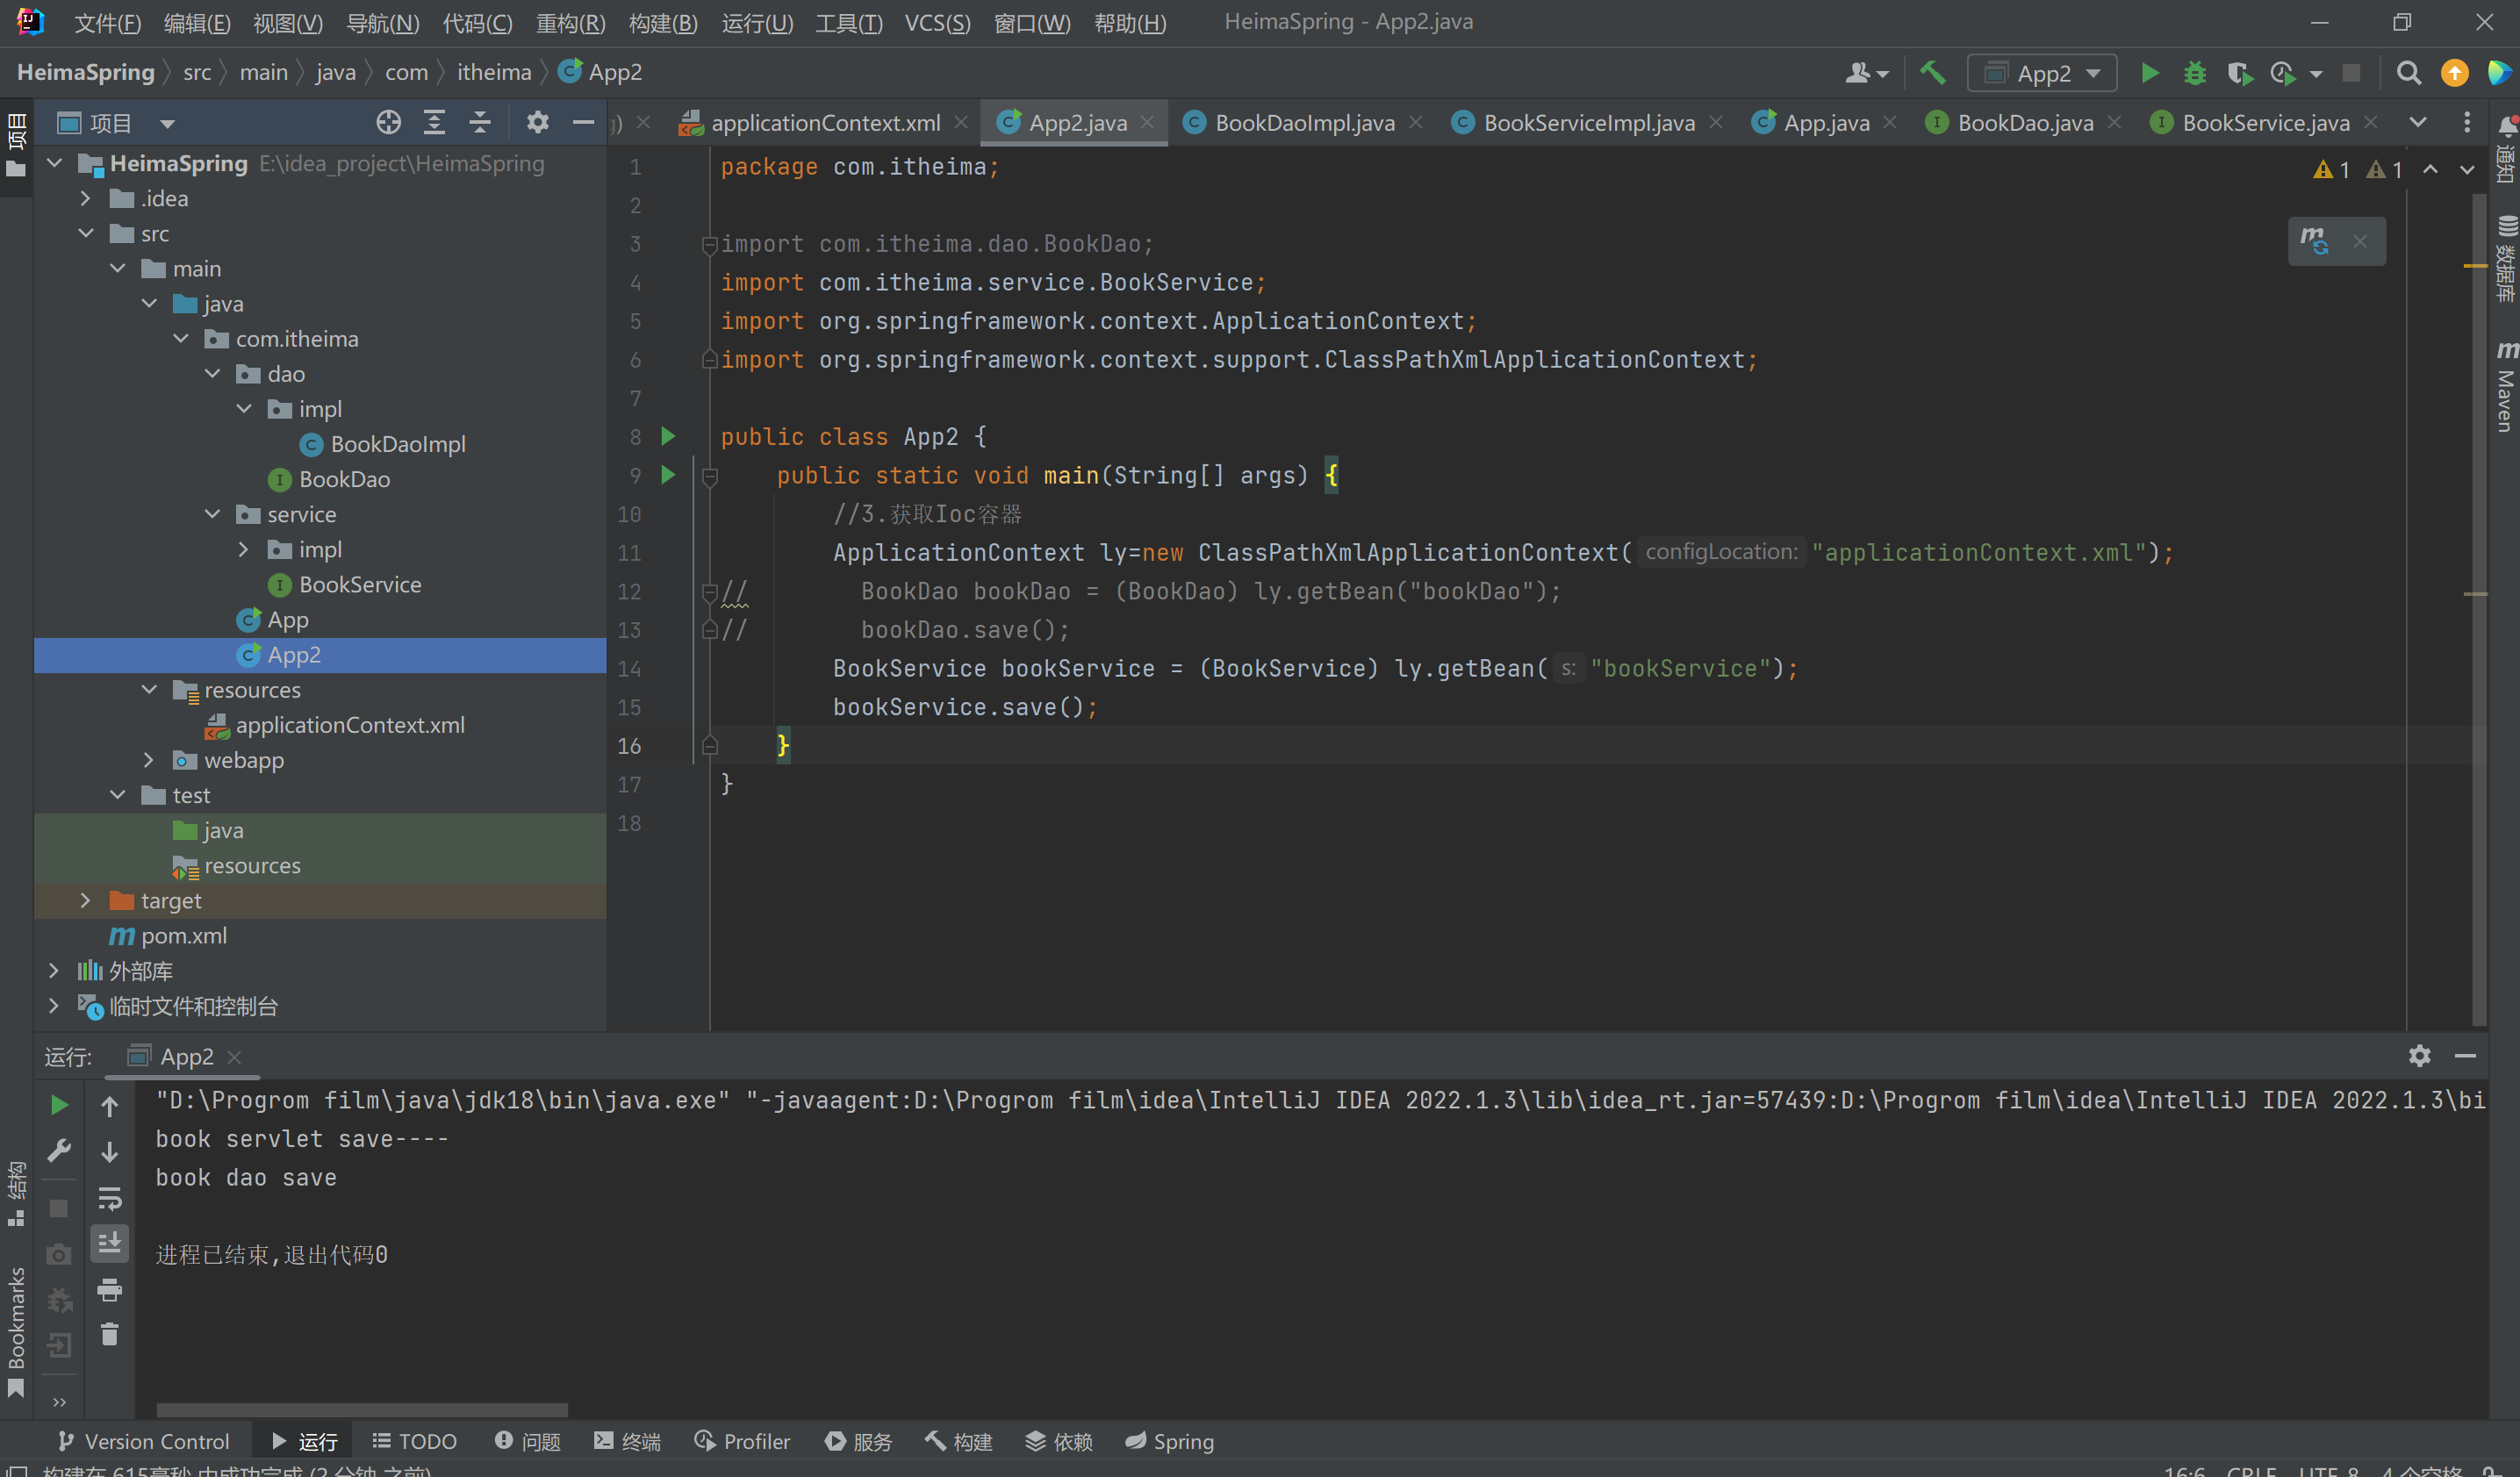 文件(F) 编辑(E) 视图(V) 导航(N) 代码(C) 重构(R) 构建(B) 运行(U) 工具(T) VCS(S) 窗口(W) 帮助(H) HeimaSpring - App2.java
HeimaSpring src main java com itheima App2 App2
项目 applicationContext.xml App2.java BookDaoImpl.java BookServiceImpl.java App.java BookDao.java BookService.java
项目
HeimaSpring E:\idea_project\HeimaSpring
.idea
src
main
java
com.itheima
dao
impl
BookDaoImpl
BookDao
service
impl
BookService
App
App2
resources
applicationContext.xml
webapp
test
java
resources
target
pom.xml
外部库
临时文件和控制台
1 package com.itheima;
2
3 import com.itheima.dao.BookDao;
4 import com.itheima.service.BookService;
5 import org.springframework.context.ApplicationContext;
6 import org.springframework.context.support.ClassPathXmlApplicationContext;
7
8 public class App2 {
9 public static void main(String[] args) {
10 //3.获取Ioc容器
11 ApplicationContext ly=new ClassPathXmlApplicationContext( configLocation: "applicationContext.xml");
12 // BookDao bookDao = (BookDao) ly.getBean("bookDao");
13 // bookDao.save();
14 BookService bookService = (BookService) ly.getBean( s: "bookService");
15 bookService.save();
16 }
17 }
18
1 1
通知
数据库
Maven
运行: App2
"D:\Progrom film\java\jdk18\bin\java.exe" "-javaagent:D:\Progrom film\idea\IntelliJ IDEA 2022.1.3\lib\idea_rt.jar=57439:D:\Progrom film\idea\IntelliJ IDEA 2022.1.3\bi
book servlet save----
book dao save
进程已结束,退出代码0
结构
Bookmarks
Version Control 运行 TODO 问题 终端 Profiler 服务 构建 依赖 Spring
构建在 615毫秒 中成功完成 (2 分钟 之前) 16:6 CRLF UTF-8 4 个空格